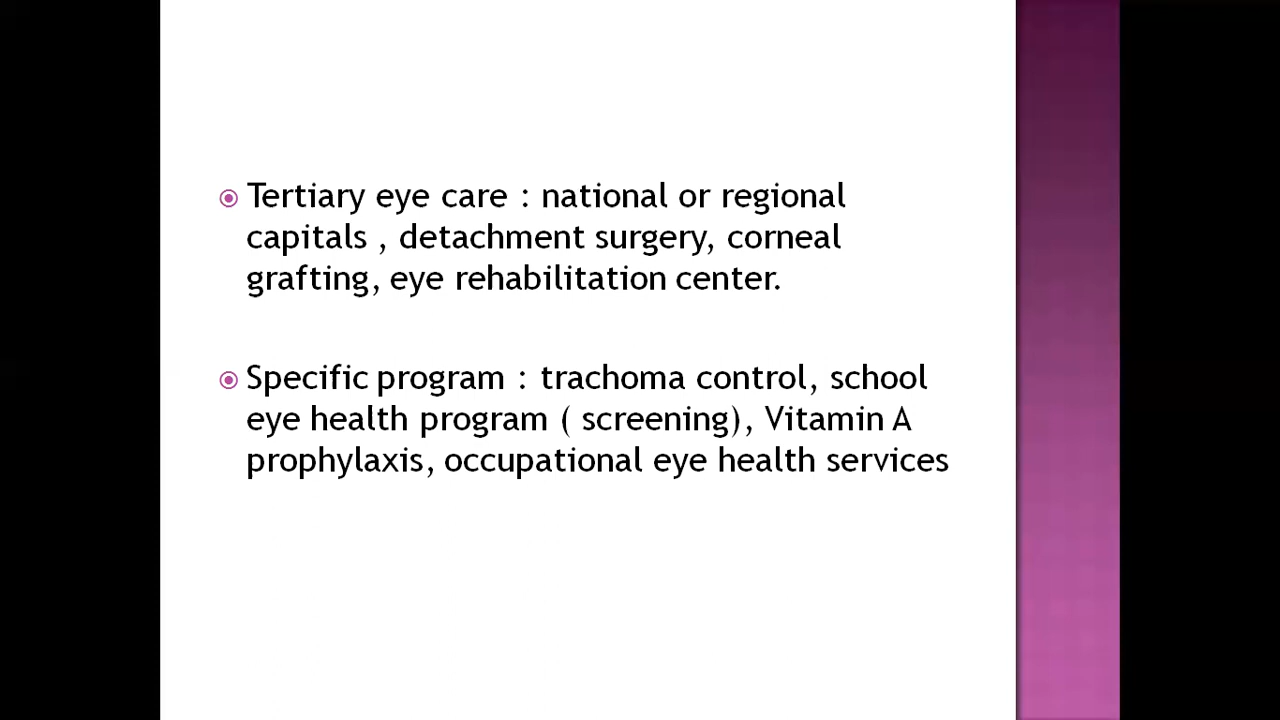 Tertiary eye care : national or regional
capitals , detachment surgery, corneal
grafting, eye rehabilitation center.
Specific program : trachoma control, school
eye health program ( screening), Vitamin A
prophylaxis, occupational eye health services